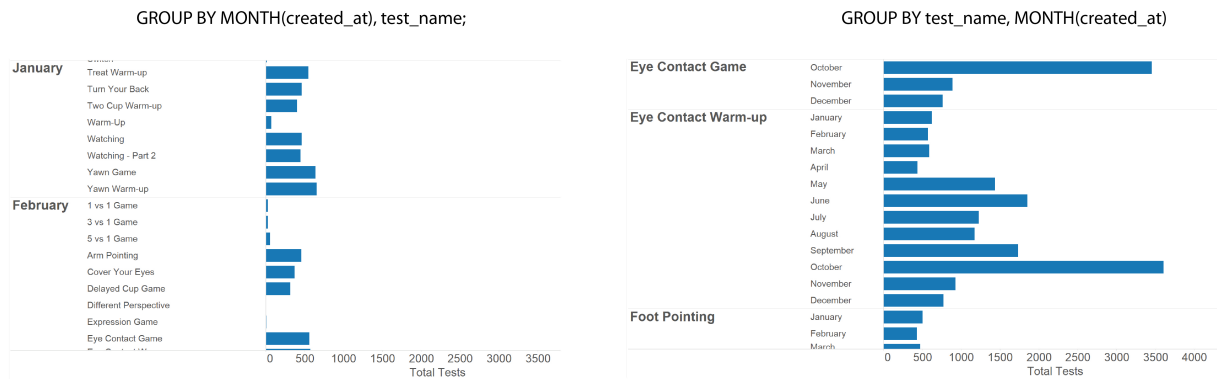 GROUP BY MONTH(created_at), test_name;
January
Treat Warm-up
Turn Your Back
Two Cup Warm-up
Warm-Up
Watching
Watching - Part 2
Yawn Game
Yawn Warm-up
February
1 vs 1 Game
3 vs 1 Game
5 vs 1 Game
Arm Pointing
Cover Your Eyes
Delayed Cup Game
Different Perspective
Expression Game
Eye Contact Game
0 500 1000 1500 2000 2500 3000 3500
Total Tests
GROUP BY test_name, MONTH(created_at)
Eye Contact Game
October
November
December
Eye Contact Warm-up
January
February
March
April
May
June
July
August
September
October
November
December
Foot Pointing
January
February
March
0 500 1000 1500 2000 2500 3000 3500 4000
Total Tests